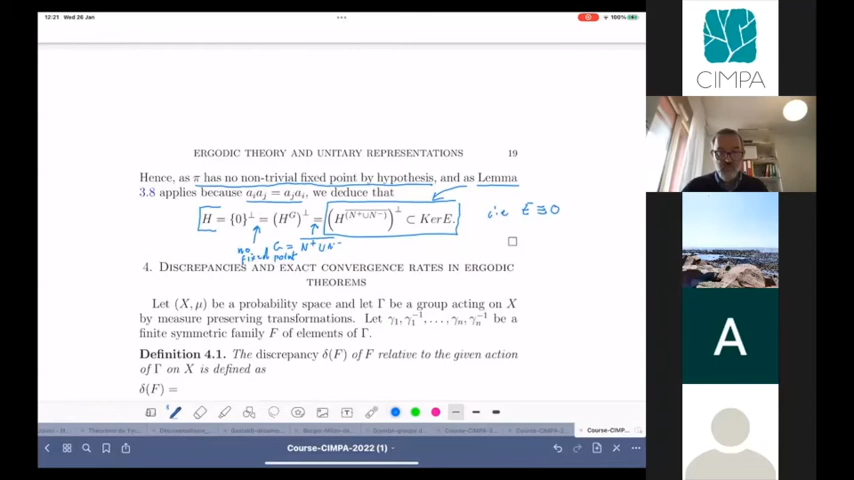 12:21 Wed 26 Jan
100%
CIMPA
ERGODIC THEORY AND UNITARY REPRESENTATIONS 19
Hence, as π has no non-trivial fixed point by hypothesis, and as Lemma
3.8 applies because aᵢaⱼ = aⱼaᵢ, we deduce that
H = {0}^⊥ = (H^G)^⊥ = (H^{\overline{⟨N⁺∪N⁻⟩}})^⊥ ⊂ KerE.
i.e E ≡ 0
no fixed point
G = \overline{N⁺ ∪ N⁻}
□
4. DISCREPANCIES AND EXACT CONVERGENCE RATES IN ERGODIC
THEOREMS
Let (X, μ) be a probability space and let Γ be a group acting on X
by measure preserving transformations. Let γ₁, γ₁⁻¹, . . . , γₙ, γₙ⁻¹ be a
finite symmetric family F of elements of Γ.
Definition 4.1. The discrepancy δ(F) of F relative to the given action
of Γ on X is defined as
δ(F) =
A
Course-CIMPA-2022 (1)